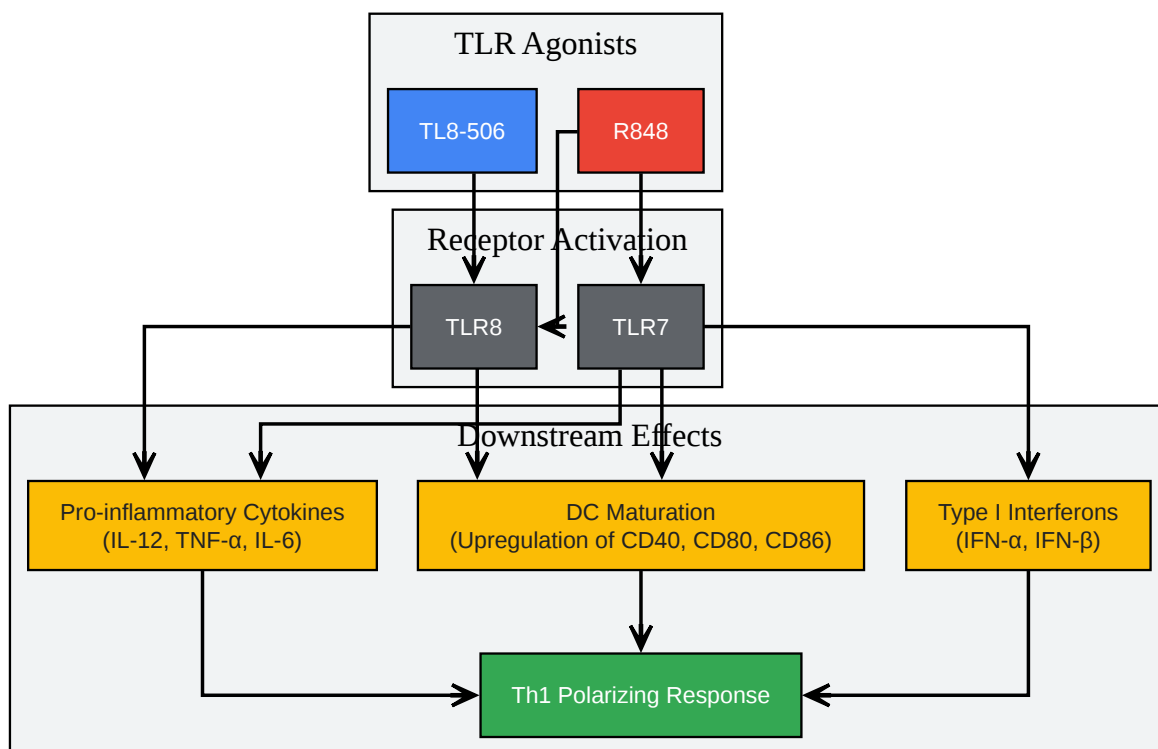 TLR Agonists
TL8-506
R848
Receptor Activation
TLR8
TLR7
Downstream Effects
Pro-inflammatory Cytokines
(IL-12, TNF-α, IL-6)
DC Maturation
(Upregulation of CD40, CD80, CD86)
Type I Interferons
(IFN-α, IFN-β)
Th1 Polarizing Response